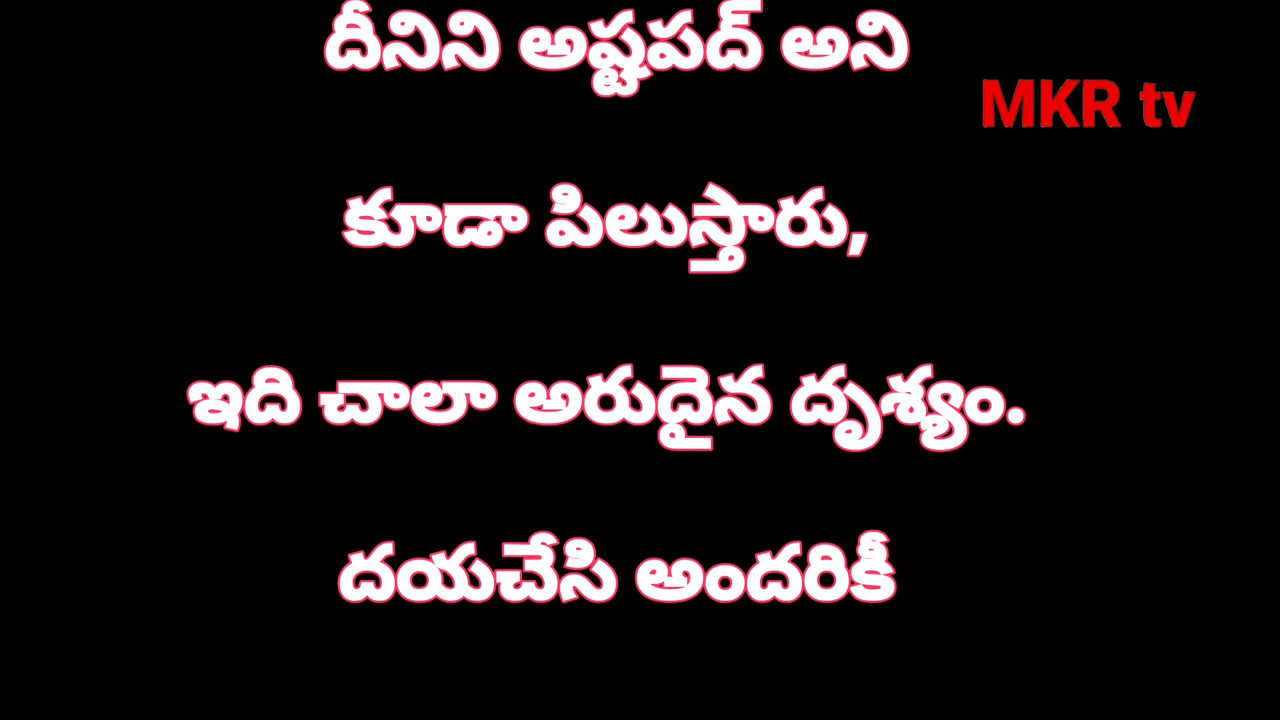 దీనిని అష్టపద్ అని
MKR tv
కూడా పిలుస్తారు,
ఇది చాలా అరుదైన దృశ్యం.
దయచేసి అందరికీ